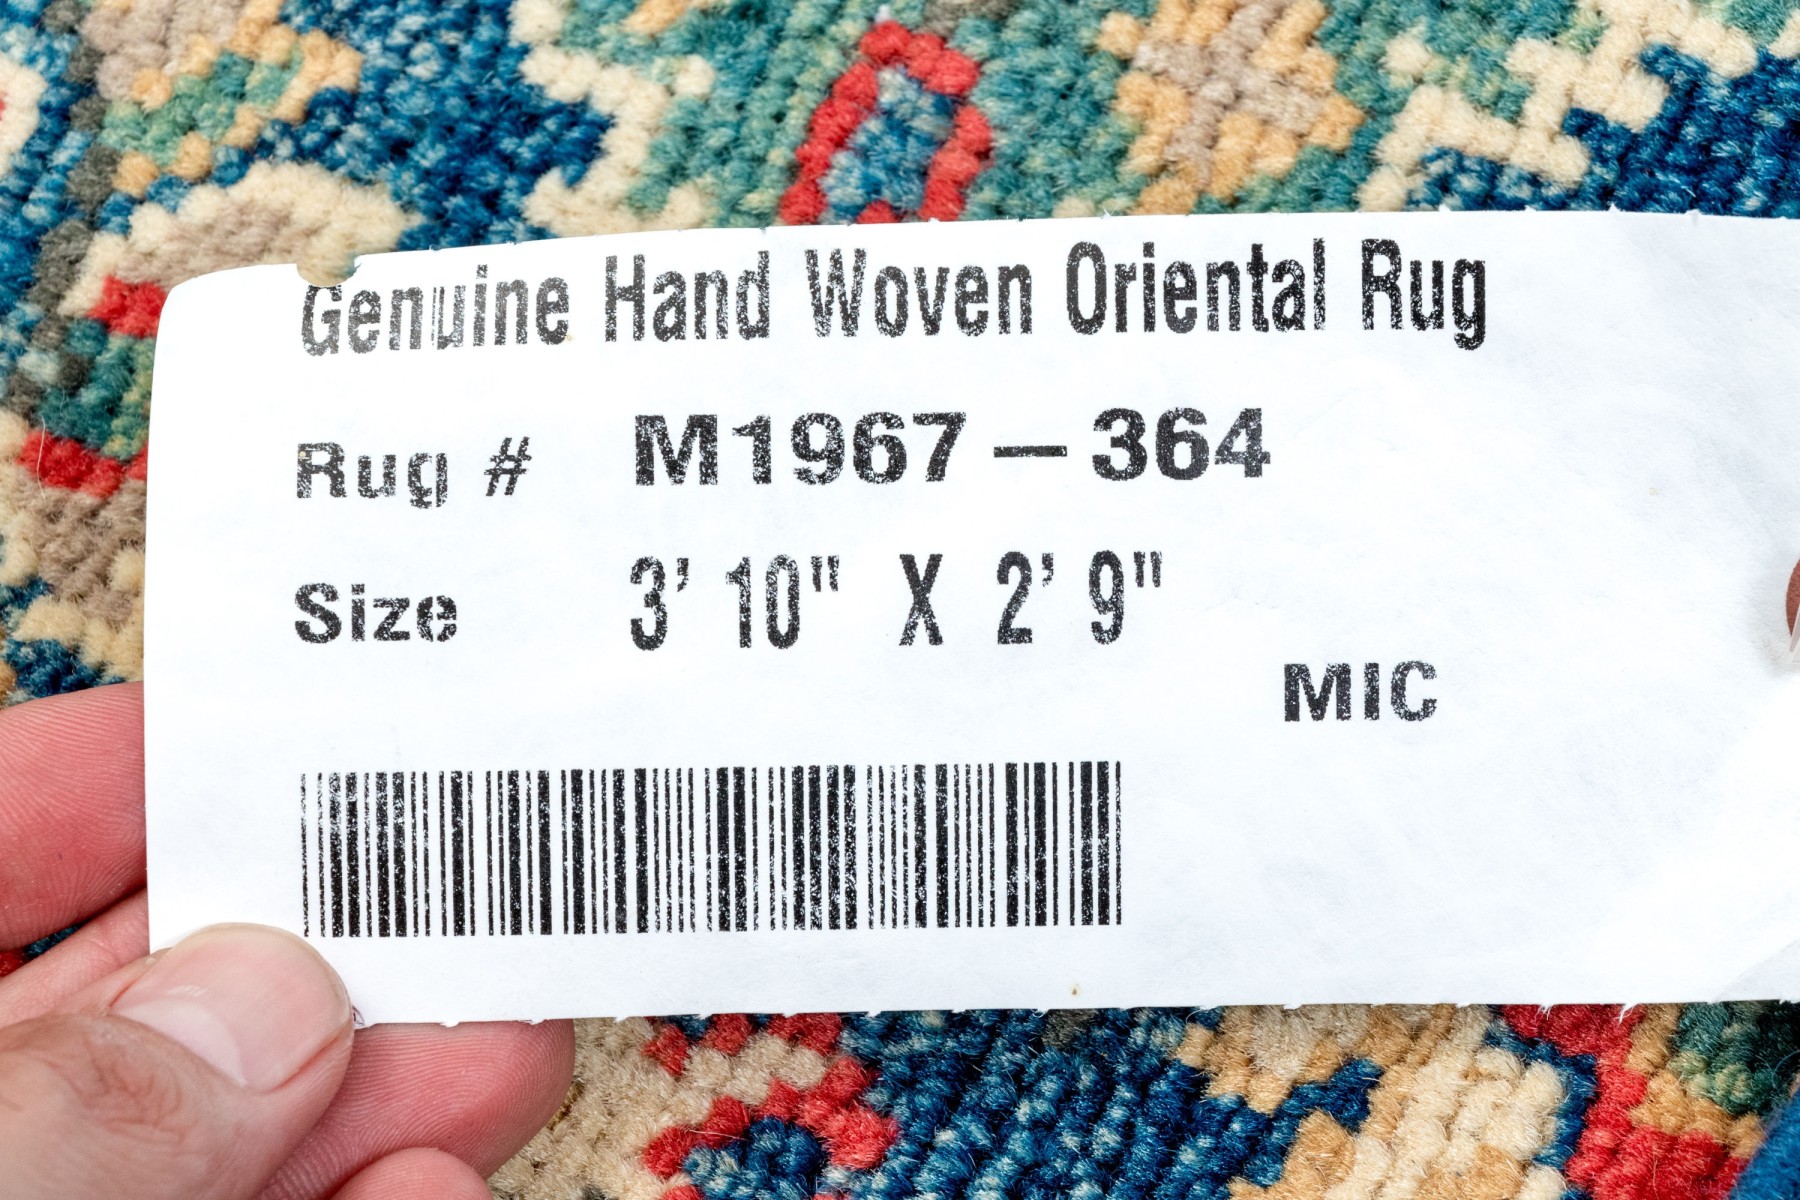 Genuine Hand Woven Oriental Rug
Rug # M1967-364
Size 3' 10" X 2' 9"
MIC